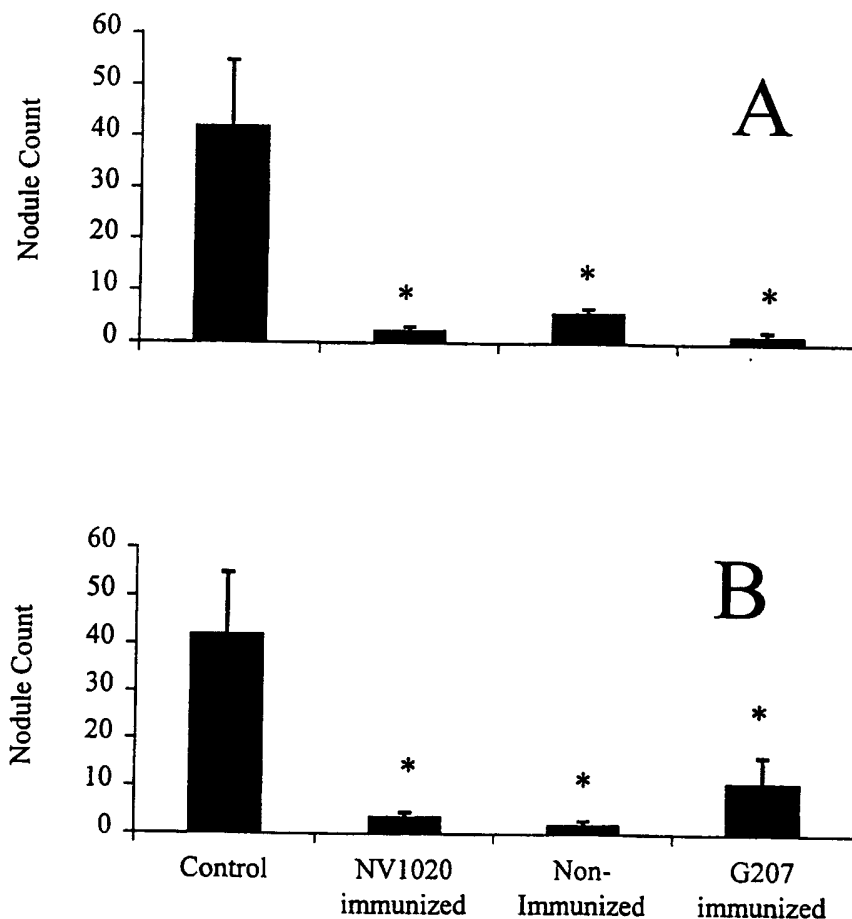 60
50
40
30
20
10
0
Nodule Count
A
*
*
*
60
50
40
30
20
10
0
Nodule Count
B
*
*
*
Control
NV1020
immunized
Non-
Immunized
G207
immunized